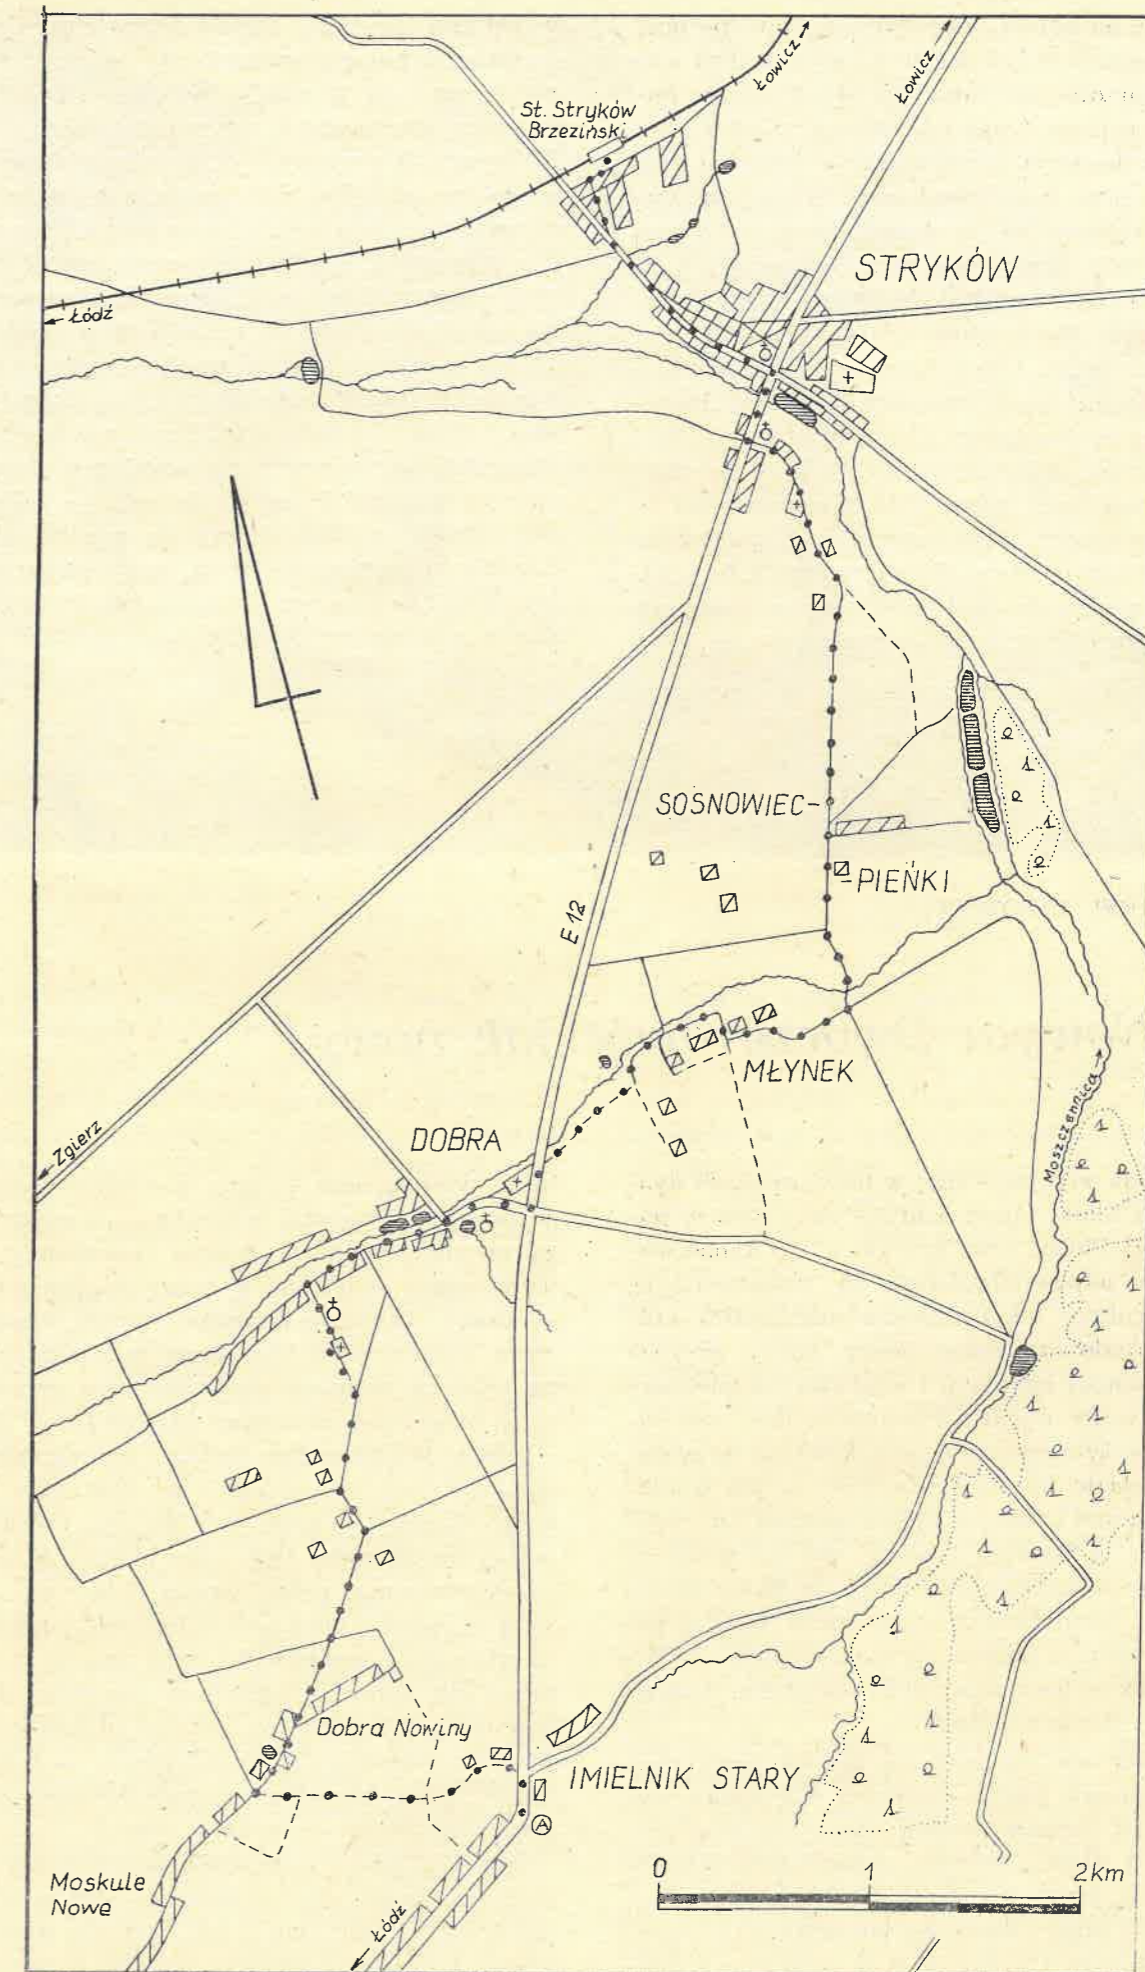 Łowicz
Łowicz
St. Stryków
Brzeziński
STRYKÓW
Łódź
SOSNOWIEC-
-PIEŃKI
E 12
MŁYNEK
DOBRA
Zgierz
Moszczennica
Dobra Nowiny
IMIELNIK STARY
A
Moskule
Nowe
Łódź
0 1 2km